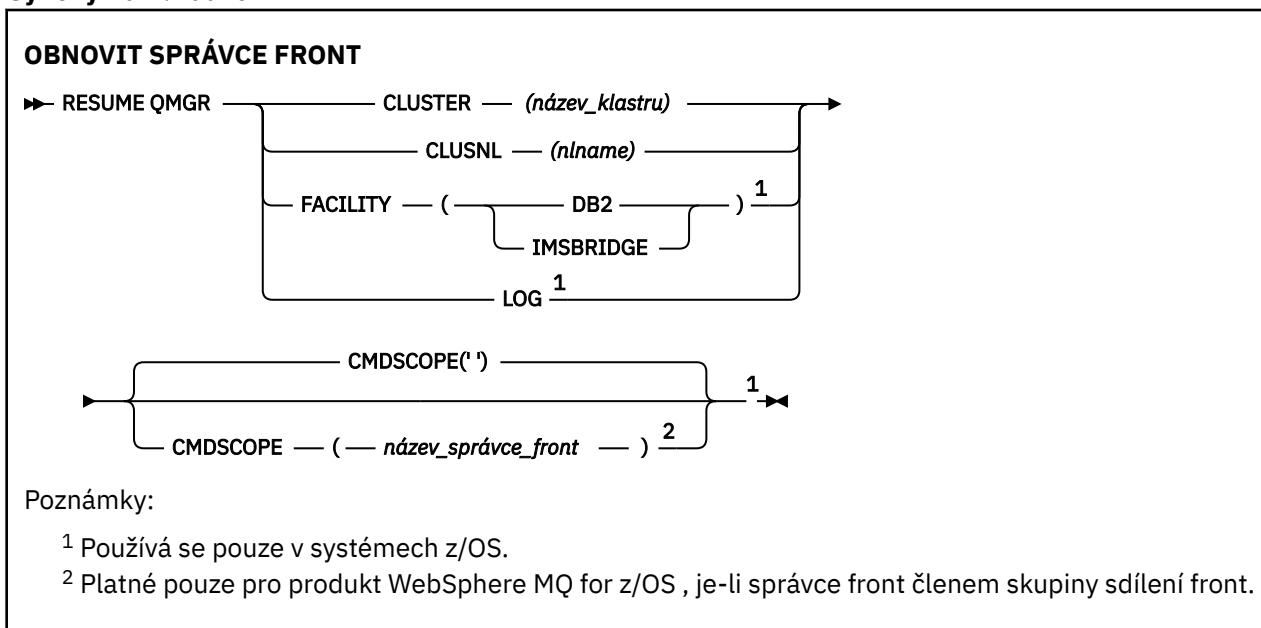 OBNOVIT SPRÁVCE FRONT
RESUME QMGR CLUSTER (název_klastru)
CLUSNL (nlname)
FACILITY ( DB2 ) 1
IMSBRIDGE
LOG 1
CMDSCOPE(' ')
1
CMDSCOPE ( název_správce_front ) 2
Poznámky:
1 Používá se pouze v systémech z/OS.
2 Platné pouze pro produkt WebSphere MQ for z/OS , je-li správce front členem skupiny sdílení front.